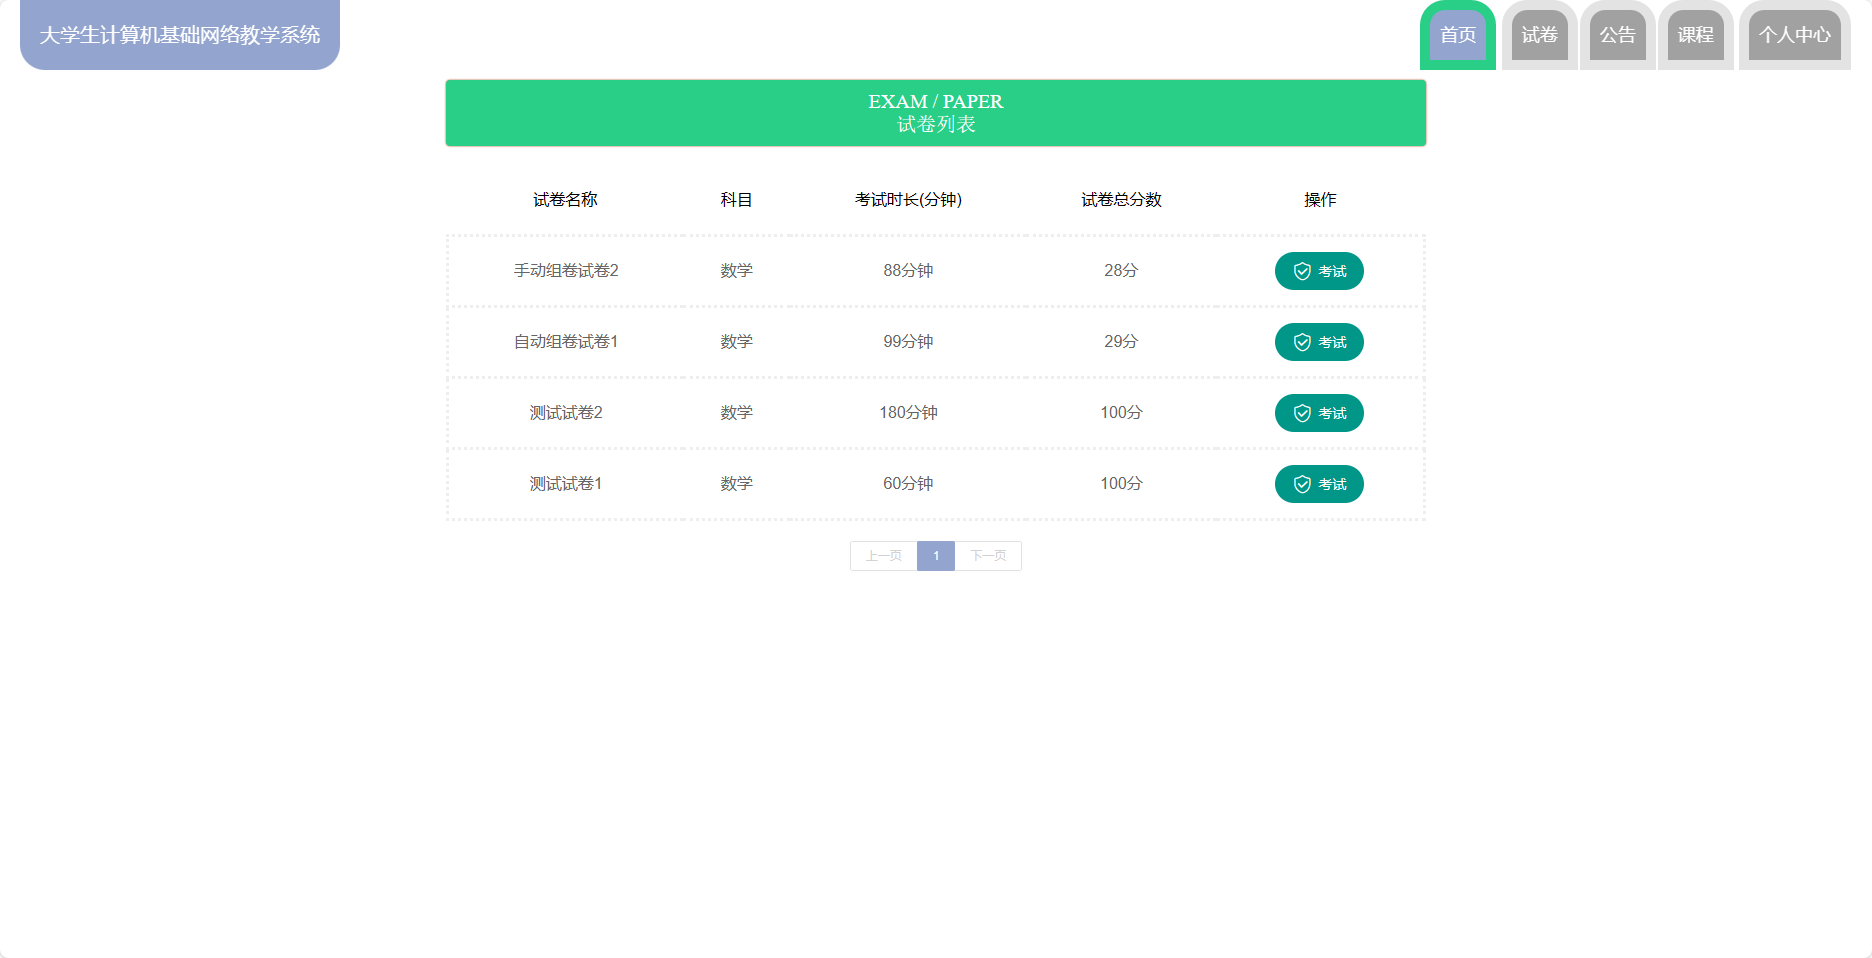 大学生计算机基础网络教学系统
首页 试卷 公告 课程 个人中心
EXAM / PAPER
试卷列表
试卷名称 科目 考试时长(分钟) 试卷总分数 操作
手动组卷试卷2 数学 88分钟 28分 考试
自动组卷试卷1 数学 99分钟 29分 考试
测试试卷2 数学 180分钟 100分 考试
测试试卷1 数学 60分钟 100分 考试
上一页 1 下一页